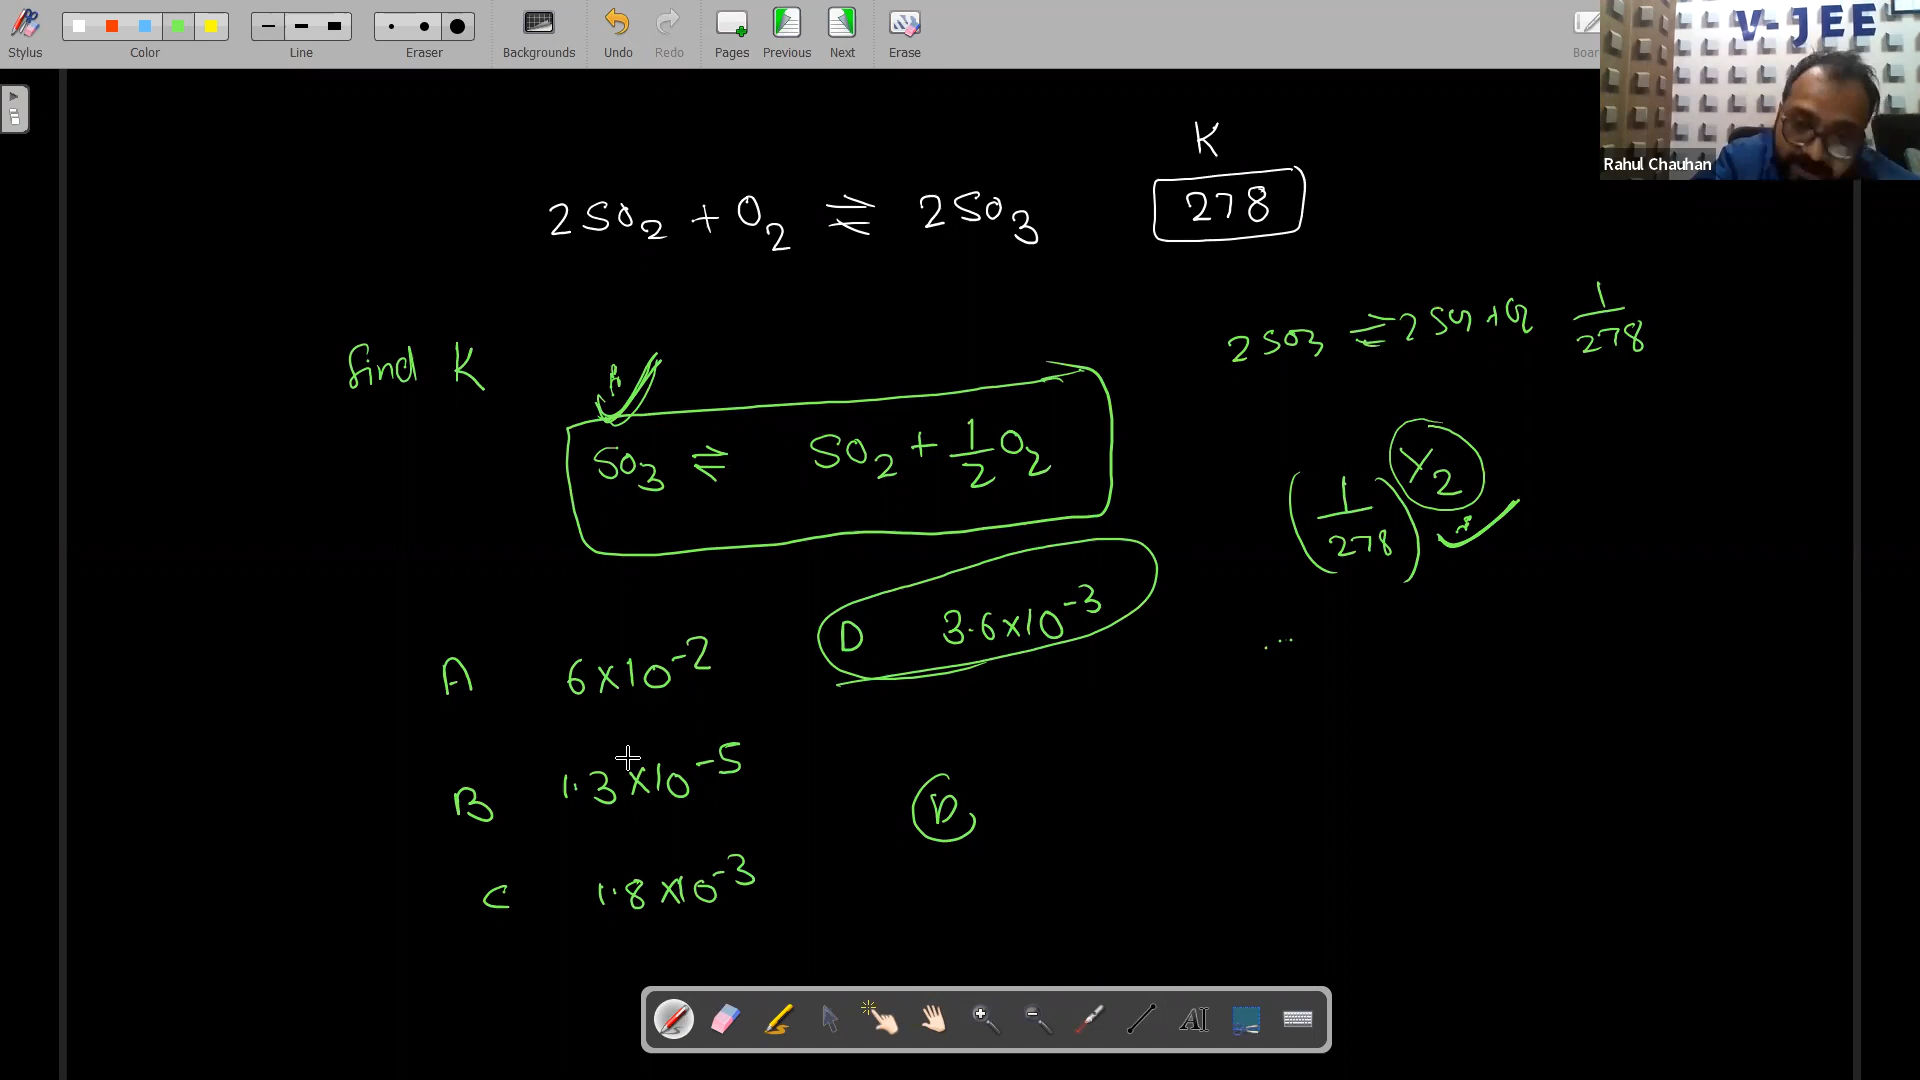 Stylus
Color
Line
Eraser
Backgrounds
Undo
Redo
Pages
Previous
Next
Erase
V-JEE
Rahul Chauhan
K
2SO2 + O2 ⇌ 2SO3 278
2SO3 ⇌ 2SO2 + O2 1/278
find K
SO3 ⇌ SO2 + 1/2 O2
(1/278)^1/2
D 3.6×10^-3
A 6×10^-2
B 1.3×10^-5
D
C 1.8×10^-3